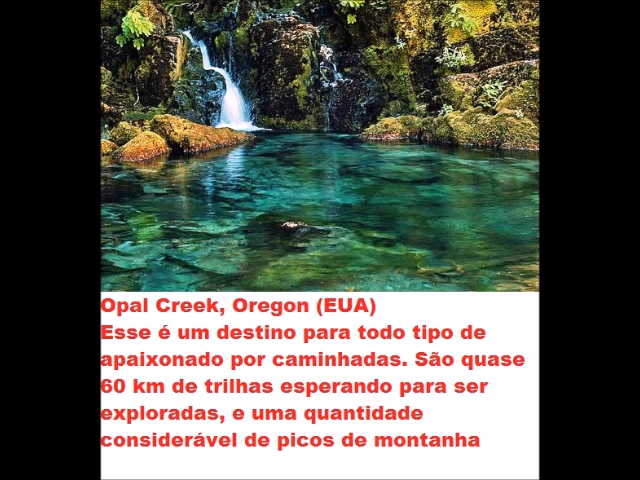 Opal Creek, Oregon (EUA)
Esse é um destino para todo tipo de
apaixonado por caminhadas. São quase
60 km de trilhas esperando para ser
exploradas, e uma quantidade
considerável de picos de montanha